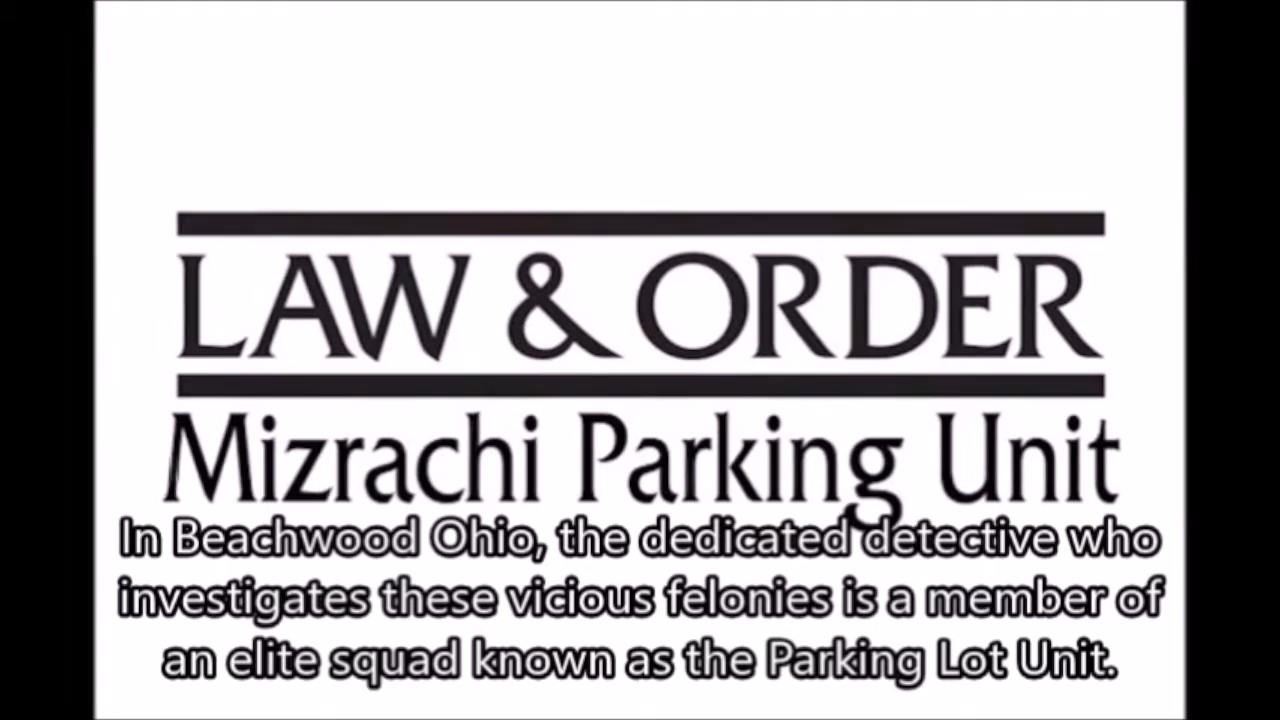 LAW & ORDER
Mizrachi Parking Unit
In Beachwood Ohio, the dedicated detective who
investigates these vicious felonies is a member of
an elite squad known as the Parking Lot Unit.